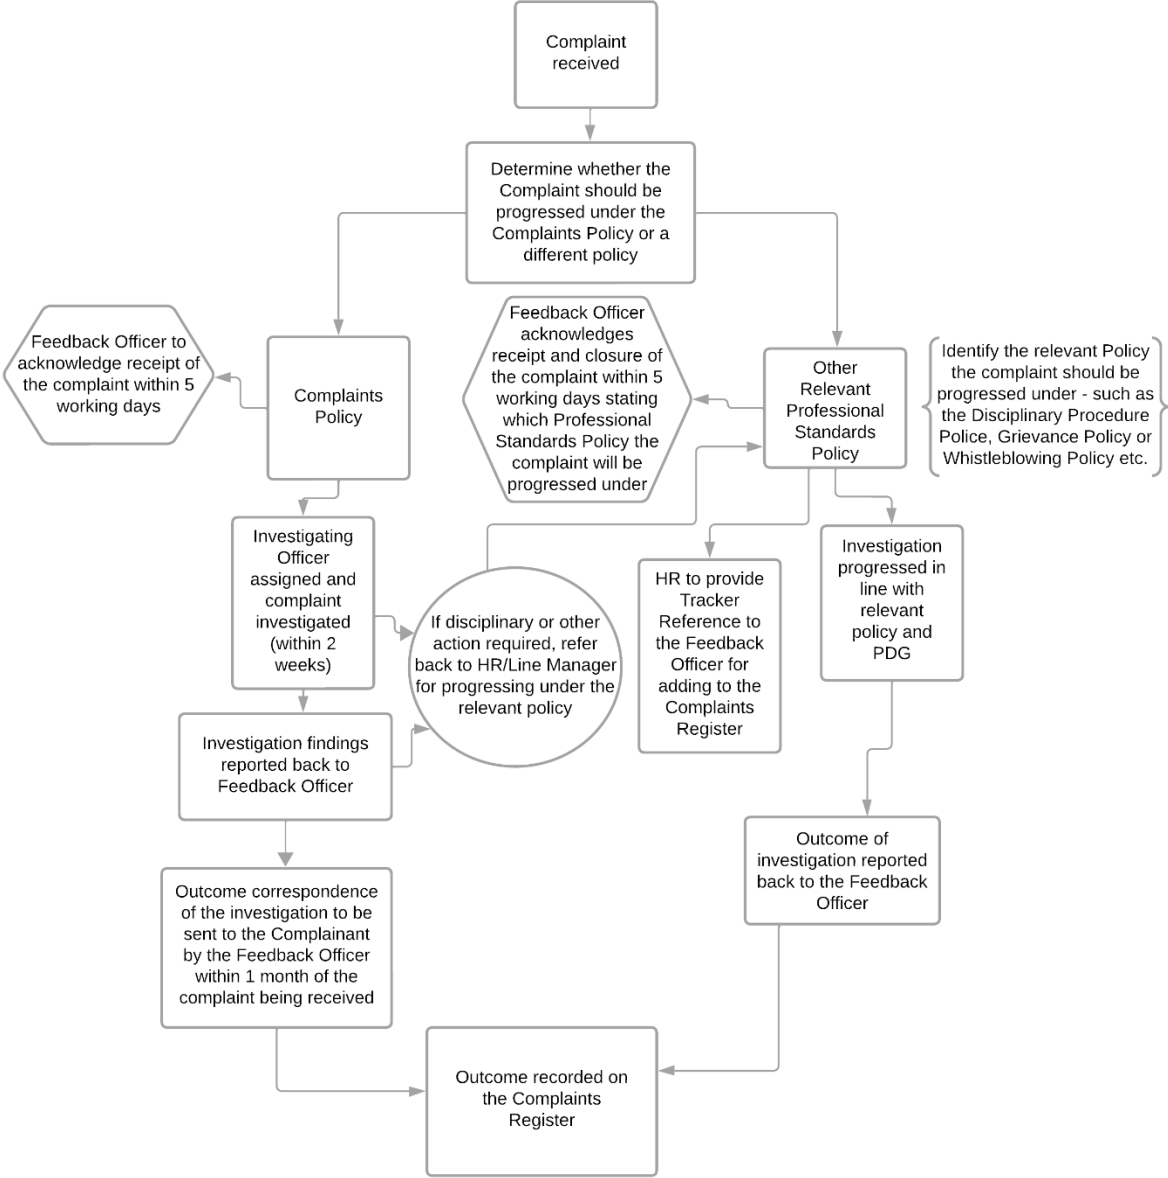 Complaint
received
Determine whether the
Complaint should be
progressed under the
Complaints Policy or a
different policy
Feedback Officer to
acknowledge receipt of
the complaint within 5
working days
Complaints
Policy
Feedback Officer
acknowledges
receipt and closure of
the complaint within 5
working days stating
which Professional
Standards Policy the
complaint will be
progressed under
Other
Relevant
Professional
Standards
Policy
Identify the relevant Policy
the complaint should be
progressed under - such as
the Disciplinary Procedure
Police, Grievance Policy or
Whistleblowing Policy etc.
Investigating
Officer
assigned and
complaint
investigated
(within 2
weeks)
If disciplinary or other
action required, refer
back to HR/Line Manager
for progressing under the
relevant policy
HR to provide
Tracker
Reference to
the Feedback
Officer for
adding to the
Complaints
Register
Investigation
progressed in
line with
relevant
policy and
PDG
Investigation findings
reported back to
Feedback Officer
Outcome correspondence
of the investigation to be
sent to the Complainant
by the Feedback Officer
within 1 month of the
complaint being received
Outcome of
investigation reported
back to the Feedback
Officer
Outcome recorded on
the Complaints
Register